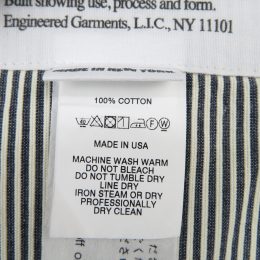 Built showing use, process and form.
Engineered Garments, L.I.C., NY 11101
100% COTTON
MADE IN USA
MACHINE WASH WARM
DO NOT BLEACH
DO NOT TUMBLE DRY
LINE DRY
IRON STEAM OR DRY
PROFESSIONALLY
DRY CLEAN